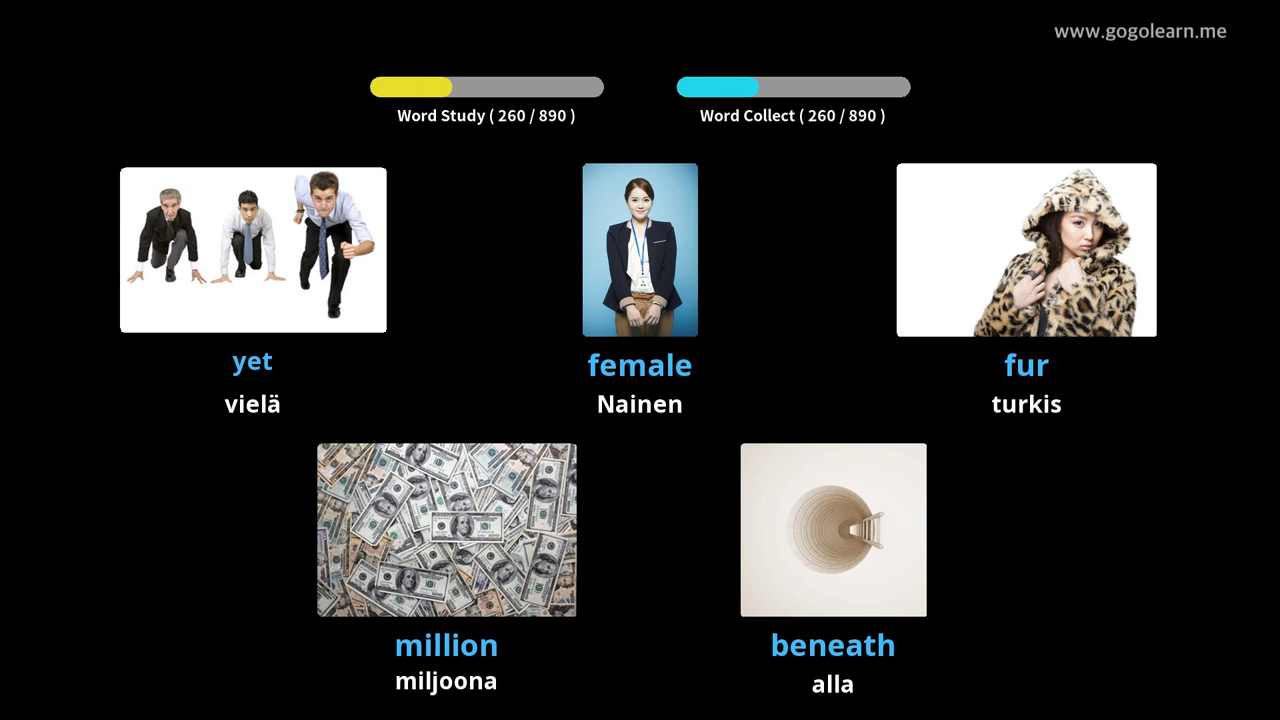 www.gogolearn.me
Word Study ( 260 / 890 )
Word Collect ( 260 / 890 )
yet
vielä
female
Nainen
fur
turkis
million
miljoona
beneath
alla